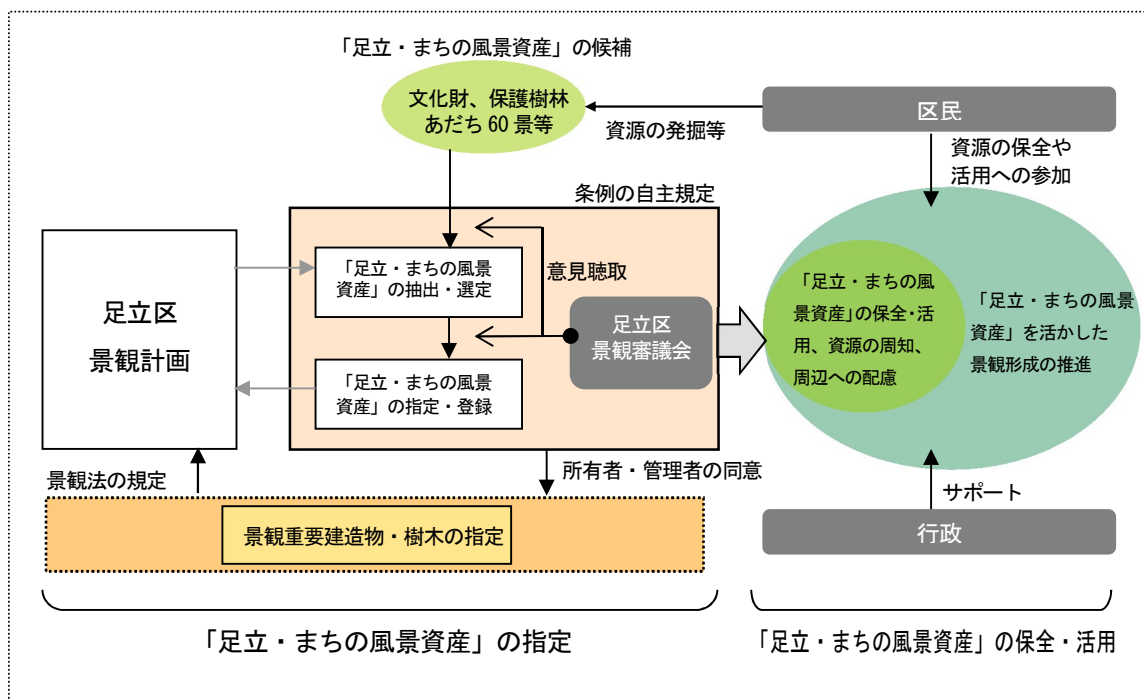 「足立・まちの風景資産」の候補
文化財、保護樹林
あだち 60 景等
資源の発掘等
区民
資源の保全や
活用への参加
条例の自主規定
足立区
景観計画
「足立・まちの風景
資産」の抽出・選定
意見聴取
足立区
景観審議会
「足立・まちの風景
資産」の指定・登録
「足立・まちの風
景資産」の保全・活
用、資源の周知、
周辺への配慮
「足立・まちの風景
資産」を活かした
景観形成の推進
景観法の規定
所有者・管理者の同意
サポート
景観重要建造物・樹木の指定
行政
「足立・まちの風景資産」の指定
「足立・まちの風景資産」の保全・活用